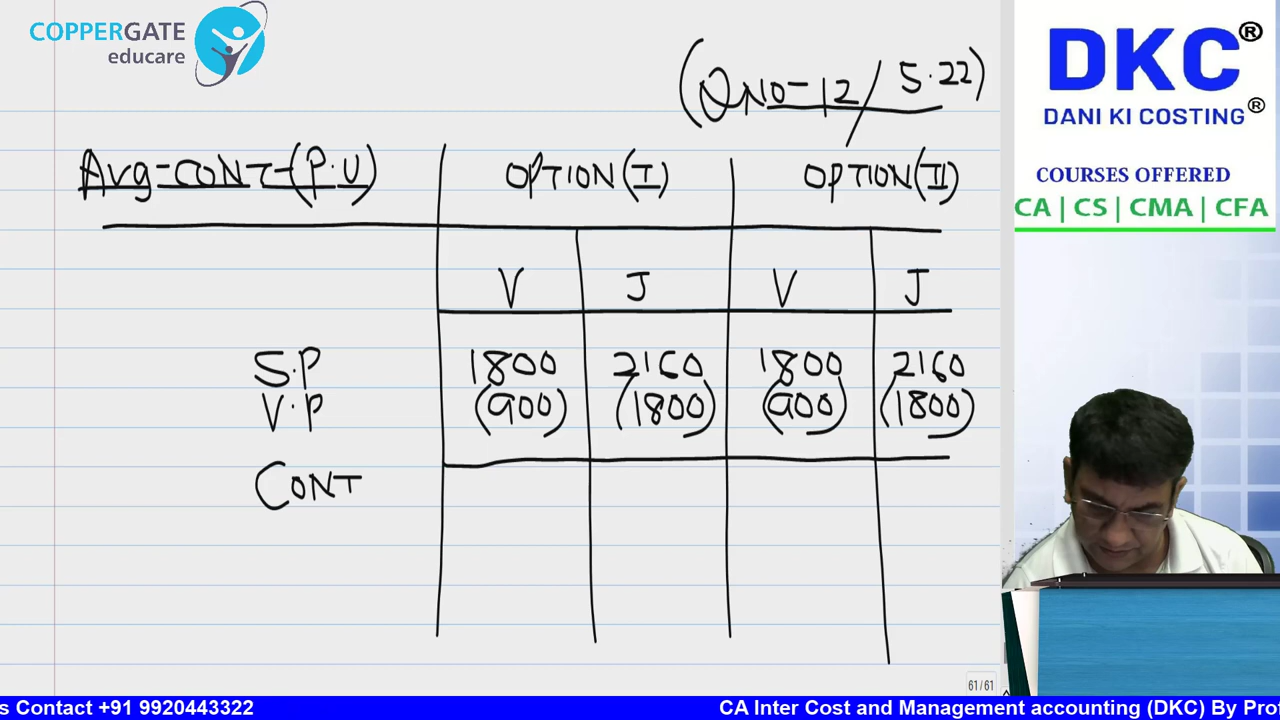 COPPERGATE
educare
(QNO-12/5.22)
Avg-CONT-(P.U) OPTION(I) OPTION(II)
V J V J
S.P 1800 2160 1800 2160
V.P (900) (1800) (900) (1800)
CONT
61/61
DKC®
DANI KI COSTING®
COURSES OFFERED
CA | CS | CMA | CFA
s Contact +91 9920443322 CA Inter Cost and Management accounting (DKC) By Pro